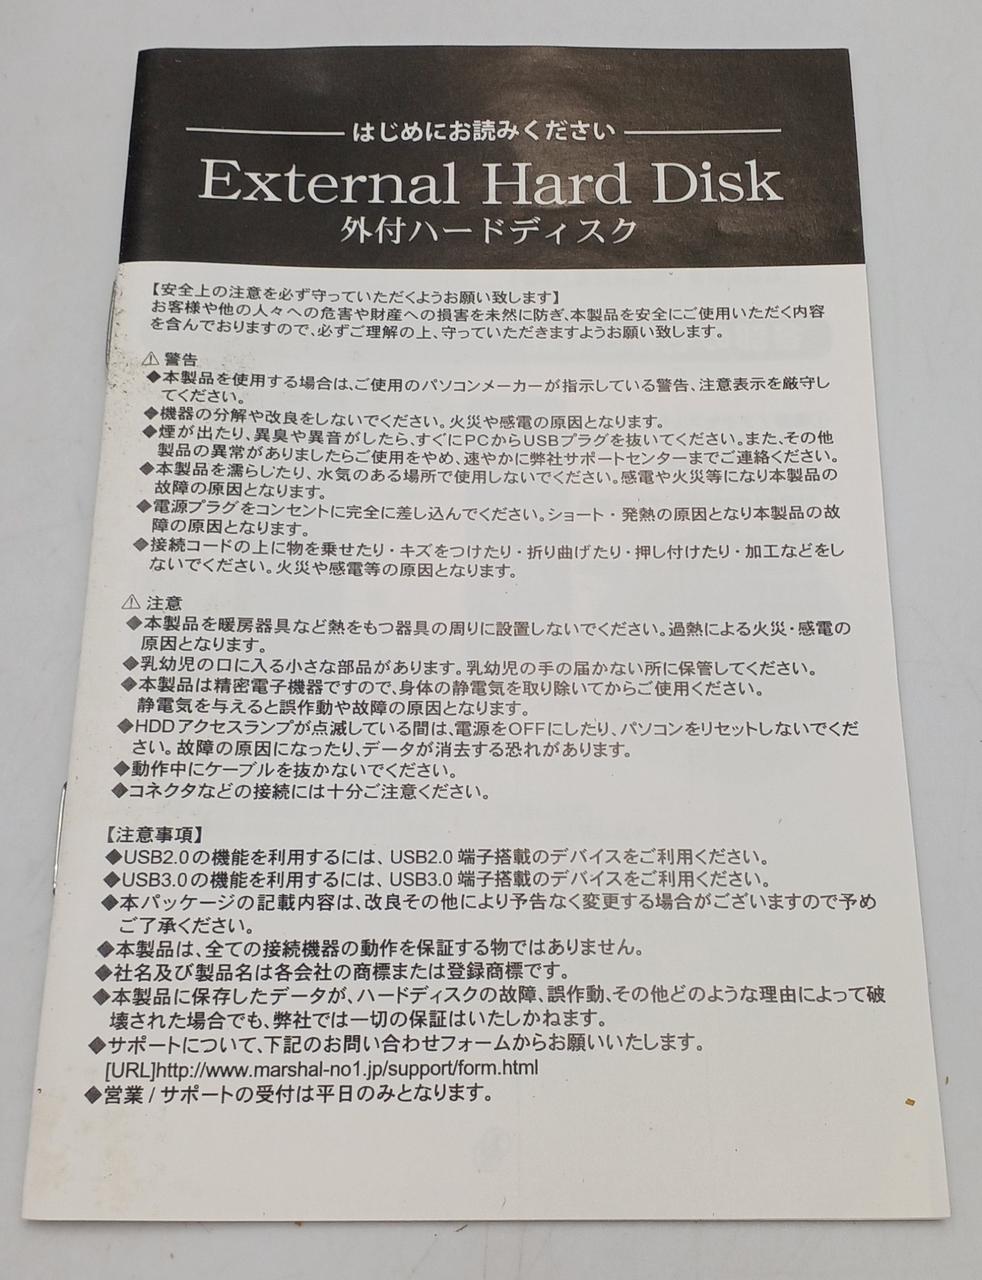 はじめにお読みください
External Hard Disk
外付ハードディスク
【安全上の注意を必ず守っていただくようお願い致します】
お客様や他の人々への危害や財産への損害を未然に防ぎ、本製品を安全にご使用いただく内容
を含んでおりますので、必ずご理解の上、守っていただきますようお願い致します。
⚠ 警告
◆本製品を使用する場合は、ご使用のパソコンメーカーが指示している警告、注意表示を厳守し
てください。
◆機器の分解や改良をしないでください。火災や感電の原因となります。
◆煙が出たり、異臭や異音がしたら、すぐにPCからUSBプラグを抜いてください。また、その他
製品の異常がありましたらご使用をやめ、速やかに弊社サポートセンターまでご連絡ください。
◆本製品を濡らしたり、水気のある場所で使用しないでください。感電や火災等になり本製品の
故障の原因となります。
◆電源プラグをコンセントに完全に差し込んでください。ショート・発熱の原因となり本製品の故
障の原因となります。
◆接続コードの上に物を乗せたり・キズをつけたり・折り曲げたり・押し付けたり・加工などをし
ないでください。火災や感電等の原因となります。
⚠ 注意
◆本製品を暖房器具など熱をもつ器具の周りに設置しないでください。過熱による火災・感電の
原因となります。
◆乳幼児の口に入る小さな部品があります。乳幼児の手の届かない所に保管してください。
◆本製品は精密電子機器ですので、身体の静電気を取り除いてからご使用ください。
静電気を与えると誤作動や故障の原因となります。
◆HDDアクセスランプが点滅している間は、電源をOFFにしたり、パソコンをリセットしないでくだ
さい。故障の原因になったり、データが消去する恐れがあります。
◆動作中にケーブルを抜かないでください。
◆コネクタなどの接続には十分ご注意ください。
【注意事項】
◆USB2.0の機能を利用するには、USB2.0 端子搭載のデバイスをご利用ください。
◆USB3.0の機能を利用するには、USB3.0 端子搭載のデバイスをご利用ください。
◆本パッケージの記載内容は、改良その他により予告なく変更する場合がございますので予め
ご了承ください。
◆本製品は、全ての接続機器の動作を保証する物ではありません。
◆社名及び製品名は各会社の商標または登録商標です。
◆本製品に保存したデータが、ハードディスクの故障、誤作動、その他どのような理由によって破
壊された場合でも、弊社では一切の保証はいたしかねます。
◆サポートについて、下記のお問い合わせフォームからお願いいたします。
[URL]http://www.marshal-no1.jp/support/form.html
◆営業 / サポートの受付は平日のみとなります。